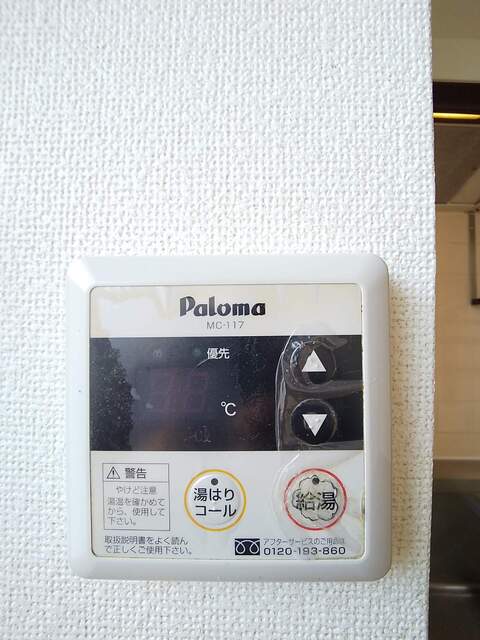 Paloma
MC-117
優先
℃
警告
やけど注意
湯温を確かめて
から、使用して
下さい。
湯はり
コール
給湯
取扱説明書をよく読ん
で正しくご使用下さい。
アフターサービスのご用命は
0120-193-860